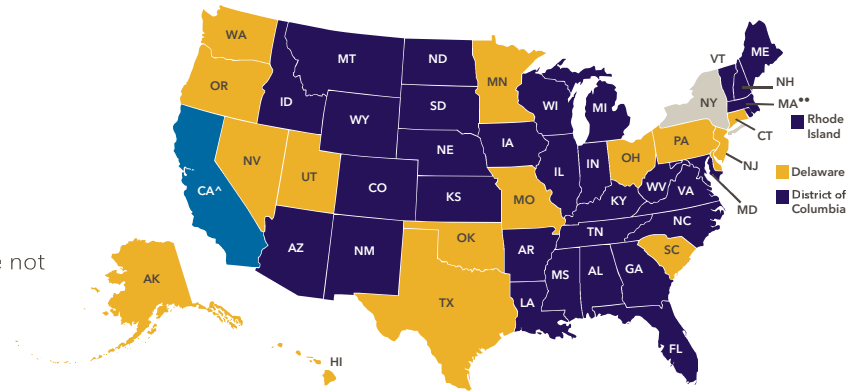 WA
OR
CA^
NV
ID
MT
WY
UT
AZ
CO
NM
ND
SD
NE
KS
OK
TX
MN
IA
MO
AR
LA
WI
IL
MI
IN
OH
KY
TN
MS
AL
GA
FL
SC
NC
VA
WV
PA
NY
VT
ME
NH
MA••
Rhode
Island
CT
NJ
Delaware
District of
Columbia
MD
not
AK
HI